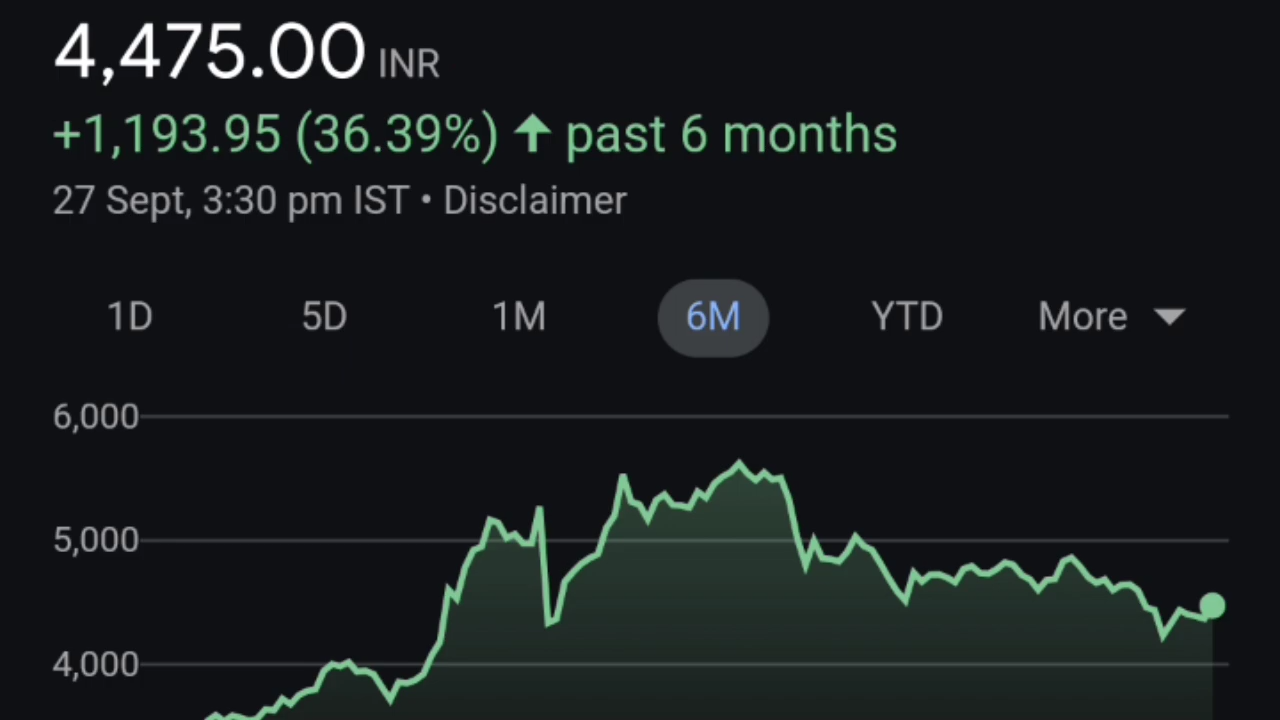 4,475.00 INR
+1,193.95 (36.39%) ↑ past 6 months
27 Sept, 3:30 pm IST • Disclaimer
1D 5D 1M 6M YTD More
6,000
5,000
4,000